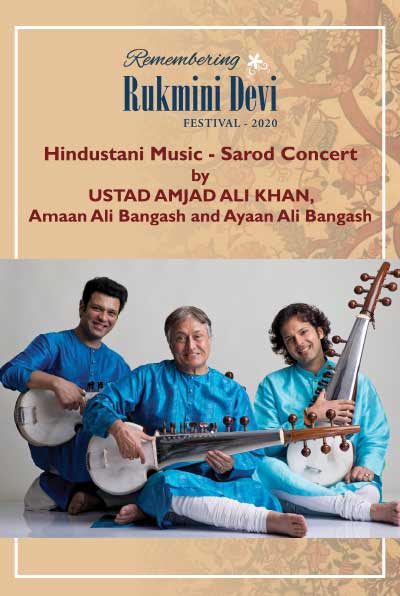 Remembering
Rukmini Devi
FESTIVAL - 2020
Hindustani Music - Sarod Concert
by
USTAD AMJAD ALI KHAN,
Amaan Ali Bangash and Ayaan Ali Bangash